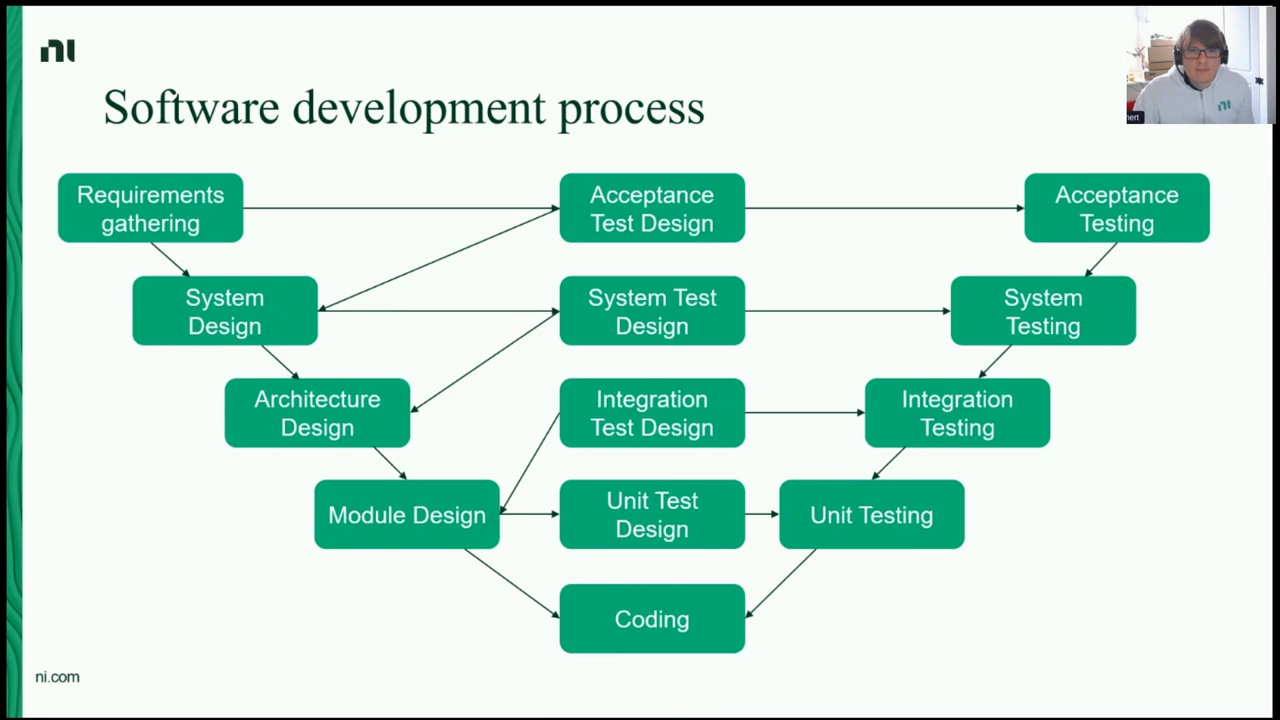 ni
Software development process
Requirements
gathering
Acceptance
Test Design
Acceptance
Testing
System
Design
System Test
Design
System
Testing
Architecture
Design
Integration
Test Design
Integration
Testing
Module Design
Unit Test
Design
Unit Testing
Coding
ni.com
ni